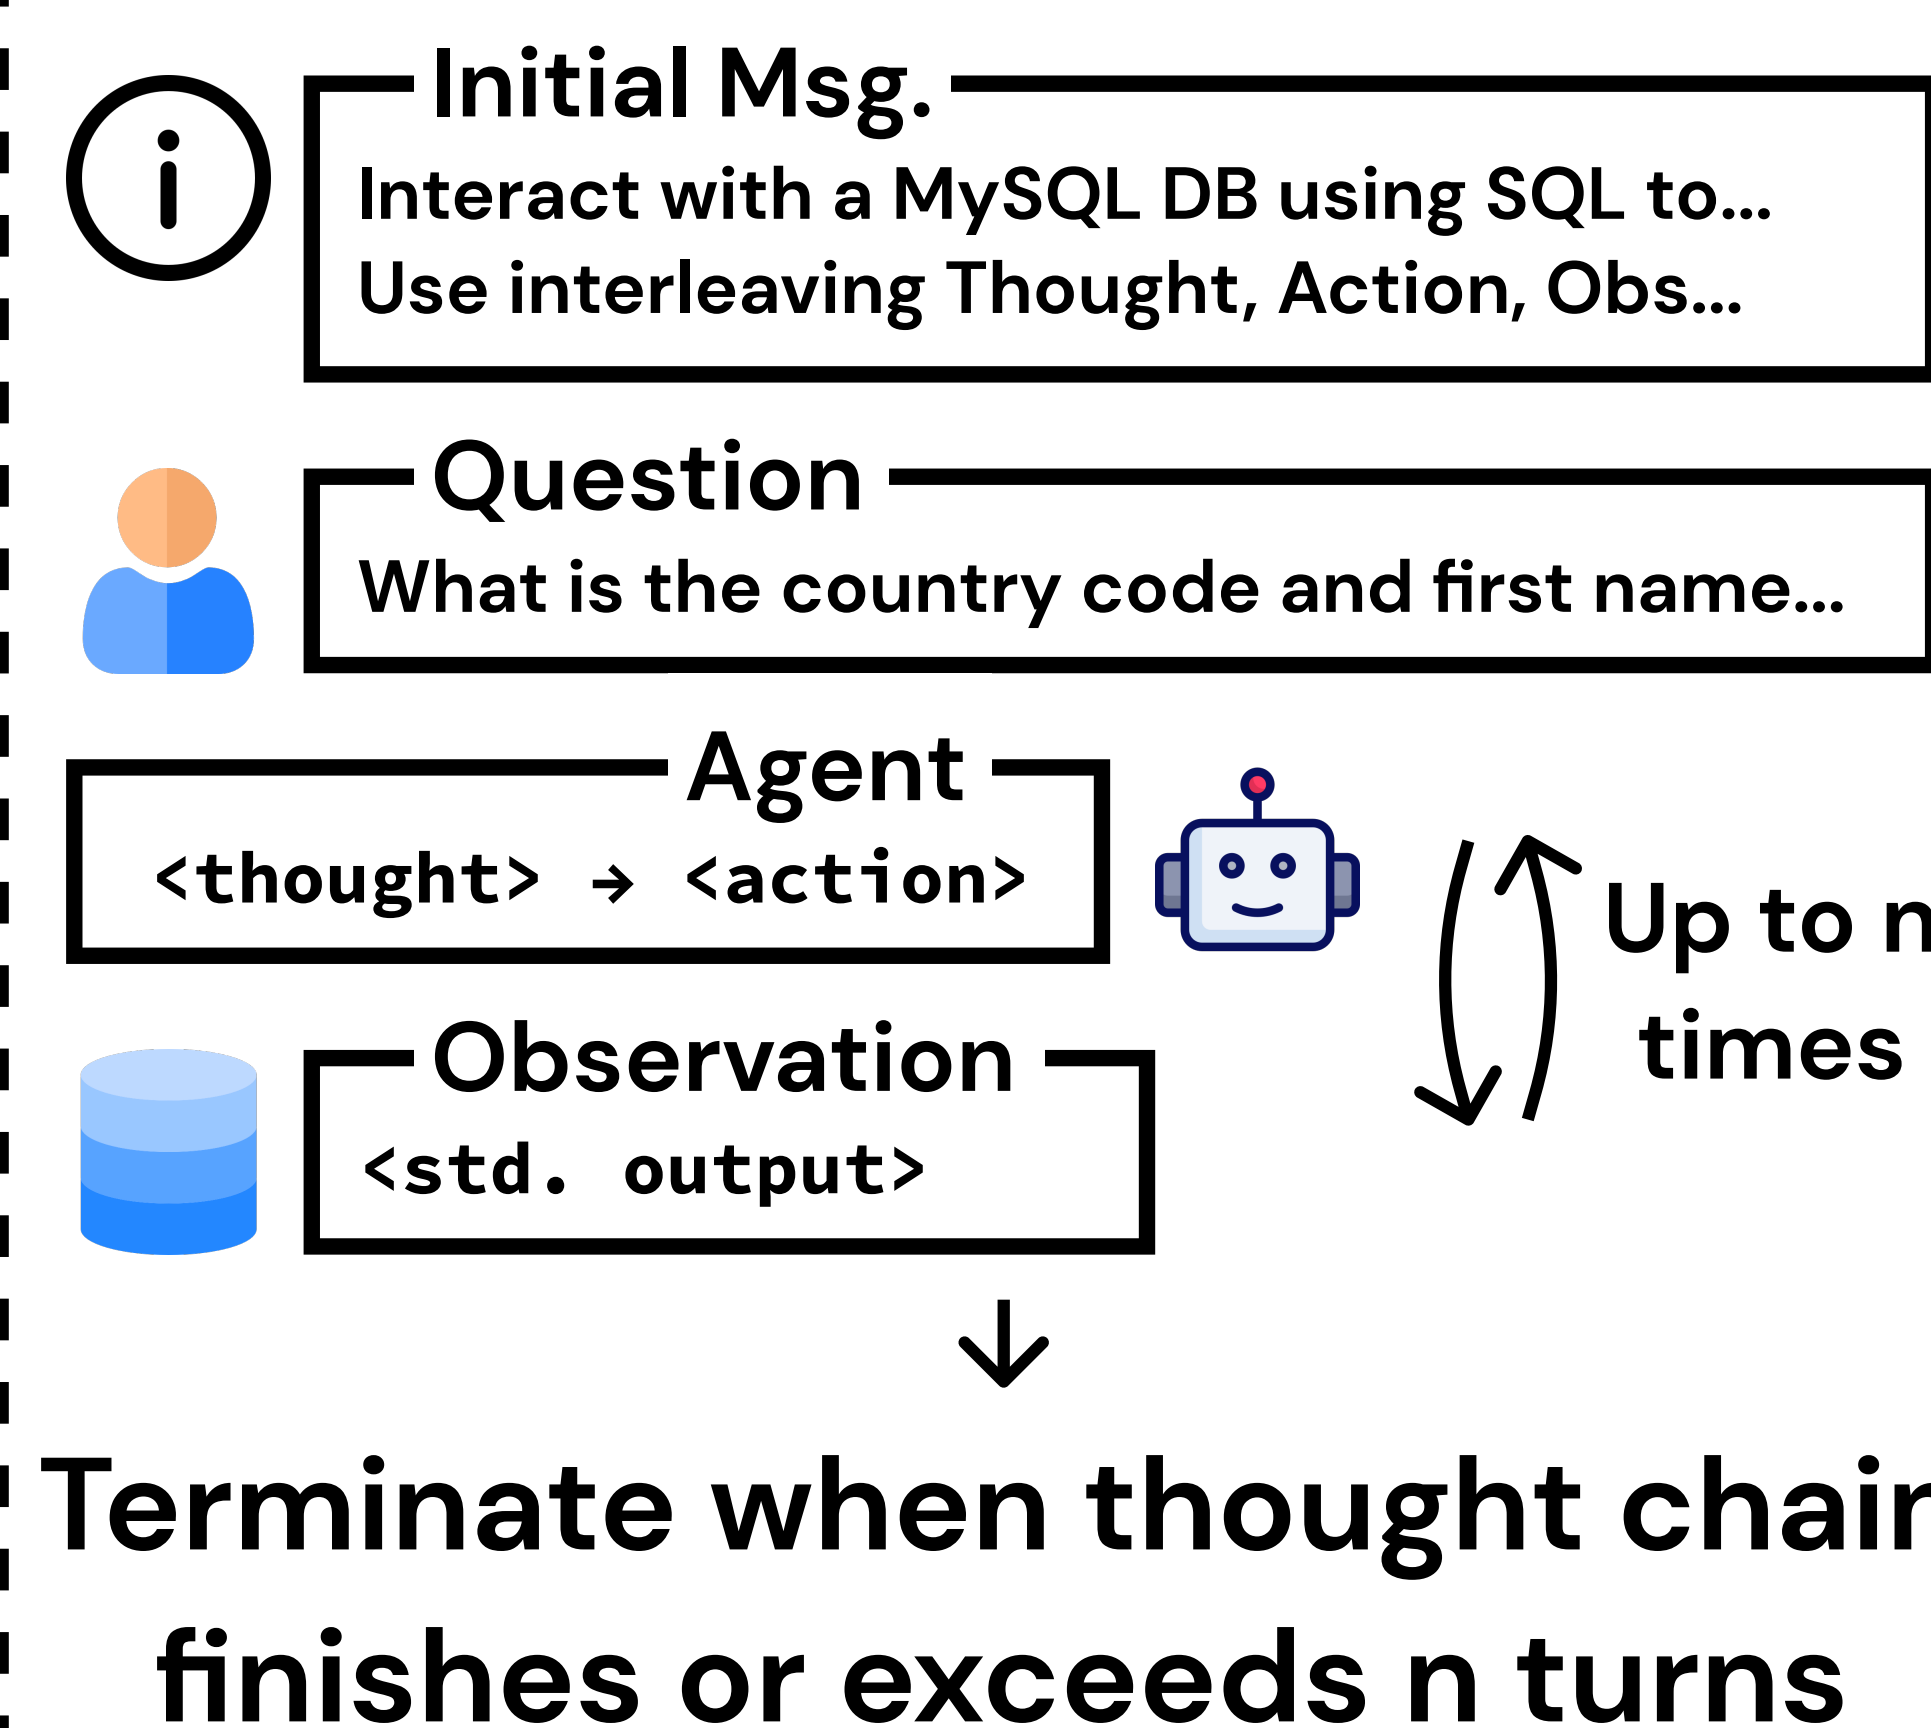 Initial Msg.
Interact with a MySQL DB using SQL to...
Use interleaving Thought, Action, Obs...
Question
What is the country code and first name...
Agent
<thought> → <action>
Up to n
times
Observation
<std. output>
Terminate when thought chain
finishes or exceeds n turns